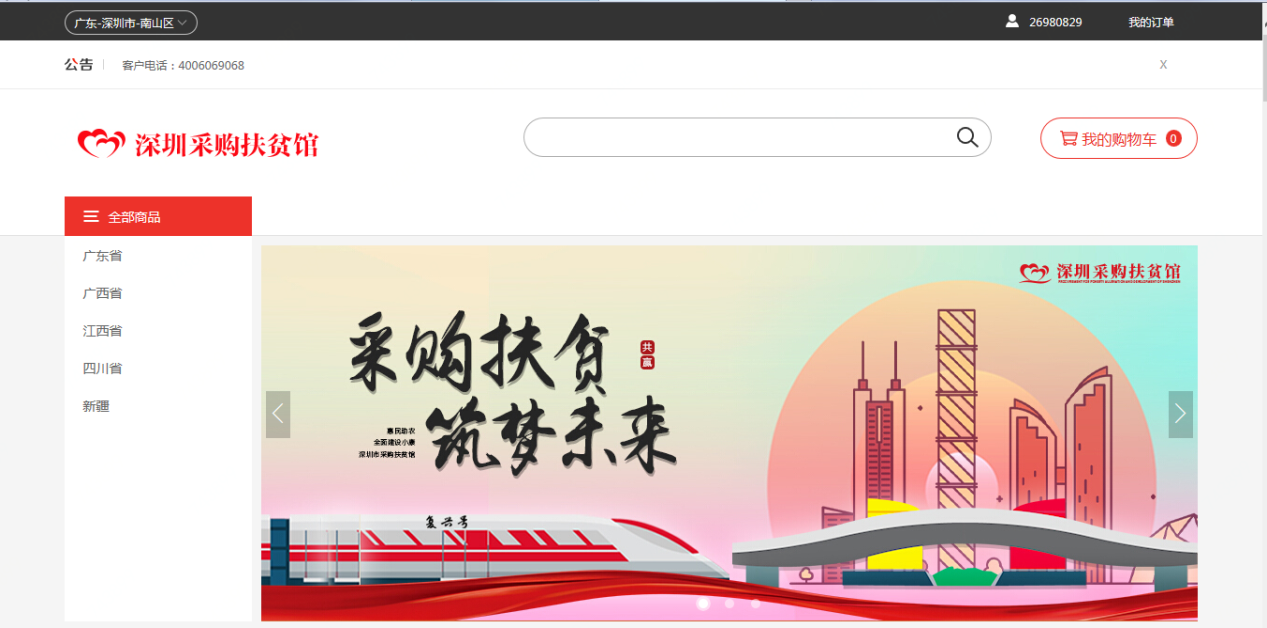 广东-深圳市-南山区
26980829
我的订单
公告
客户电话：4006069068
X
深圳采购扶贫馆
我的购物车 0
全部商品
广东省
广西省
江西省
四川省
新疆
深圳采购扶贫馆
采购扶贫
共赢
筑梦未来
惠民助农
全面建设小康
深圳市采购扶贫馆
复兴号